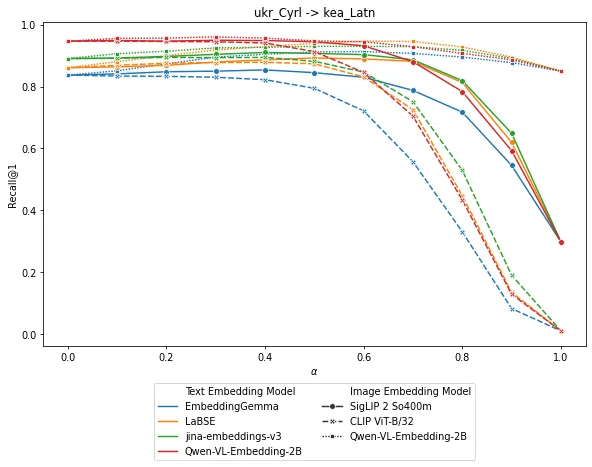 ukr_Cyrl -> kea_Latn
1.0
0.8
0.6
0.4
0.2
0.0
Recall@1
0.0 0.2 0.4 0.6 0.8 1.0
α
Text Embedding Model Image Embedding Model
EmbeddingGemma SigLIP 2 So400m
LaBSE CLIP ViT-B/32
jina-embeddings-v3 Qwen-VL-Embedding-2B
Qwen-VL-Embedding-2B